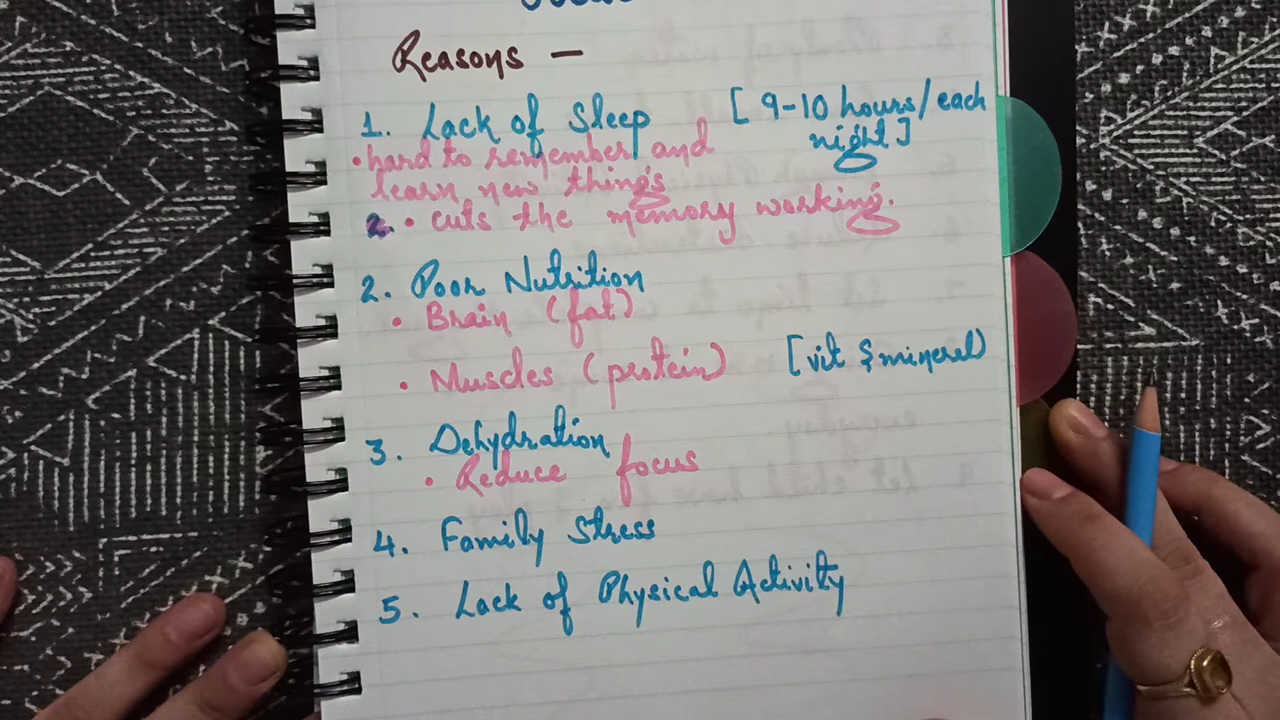 Reasons –
1. Lack of Sleep [9-10 hours/each
night]
• hard to remember and
learn new things
2. • cuts the memory working.
2. Poor Nutrition
• Brain (fat)
• Muscles (protein) [vit & mineral)
3. Dehydration
• Reduce focus
4. Family Stress
5. Lack of Physical Activity